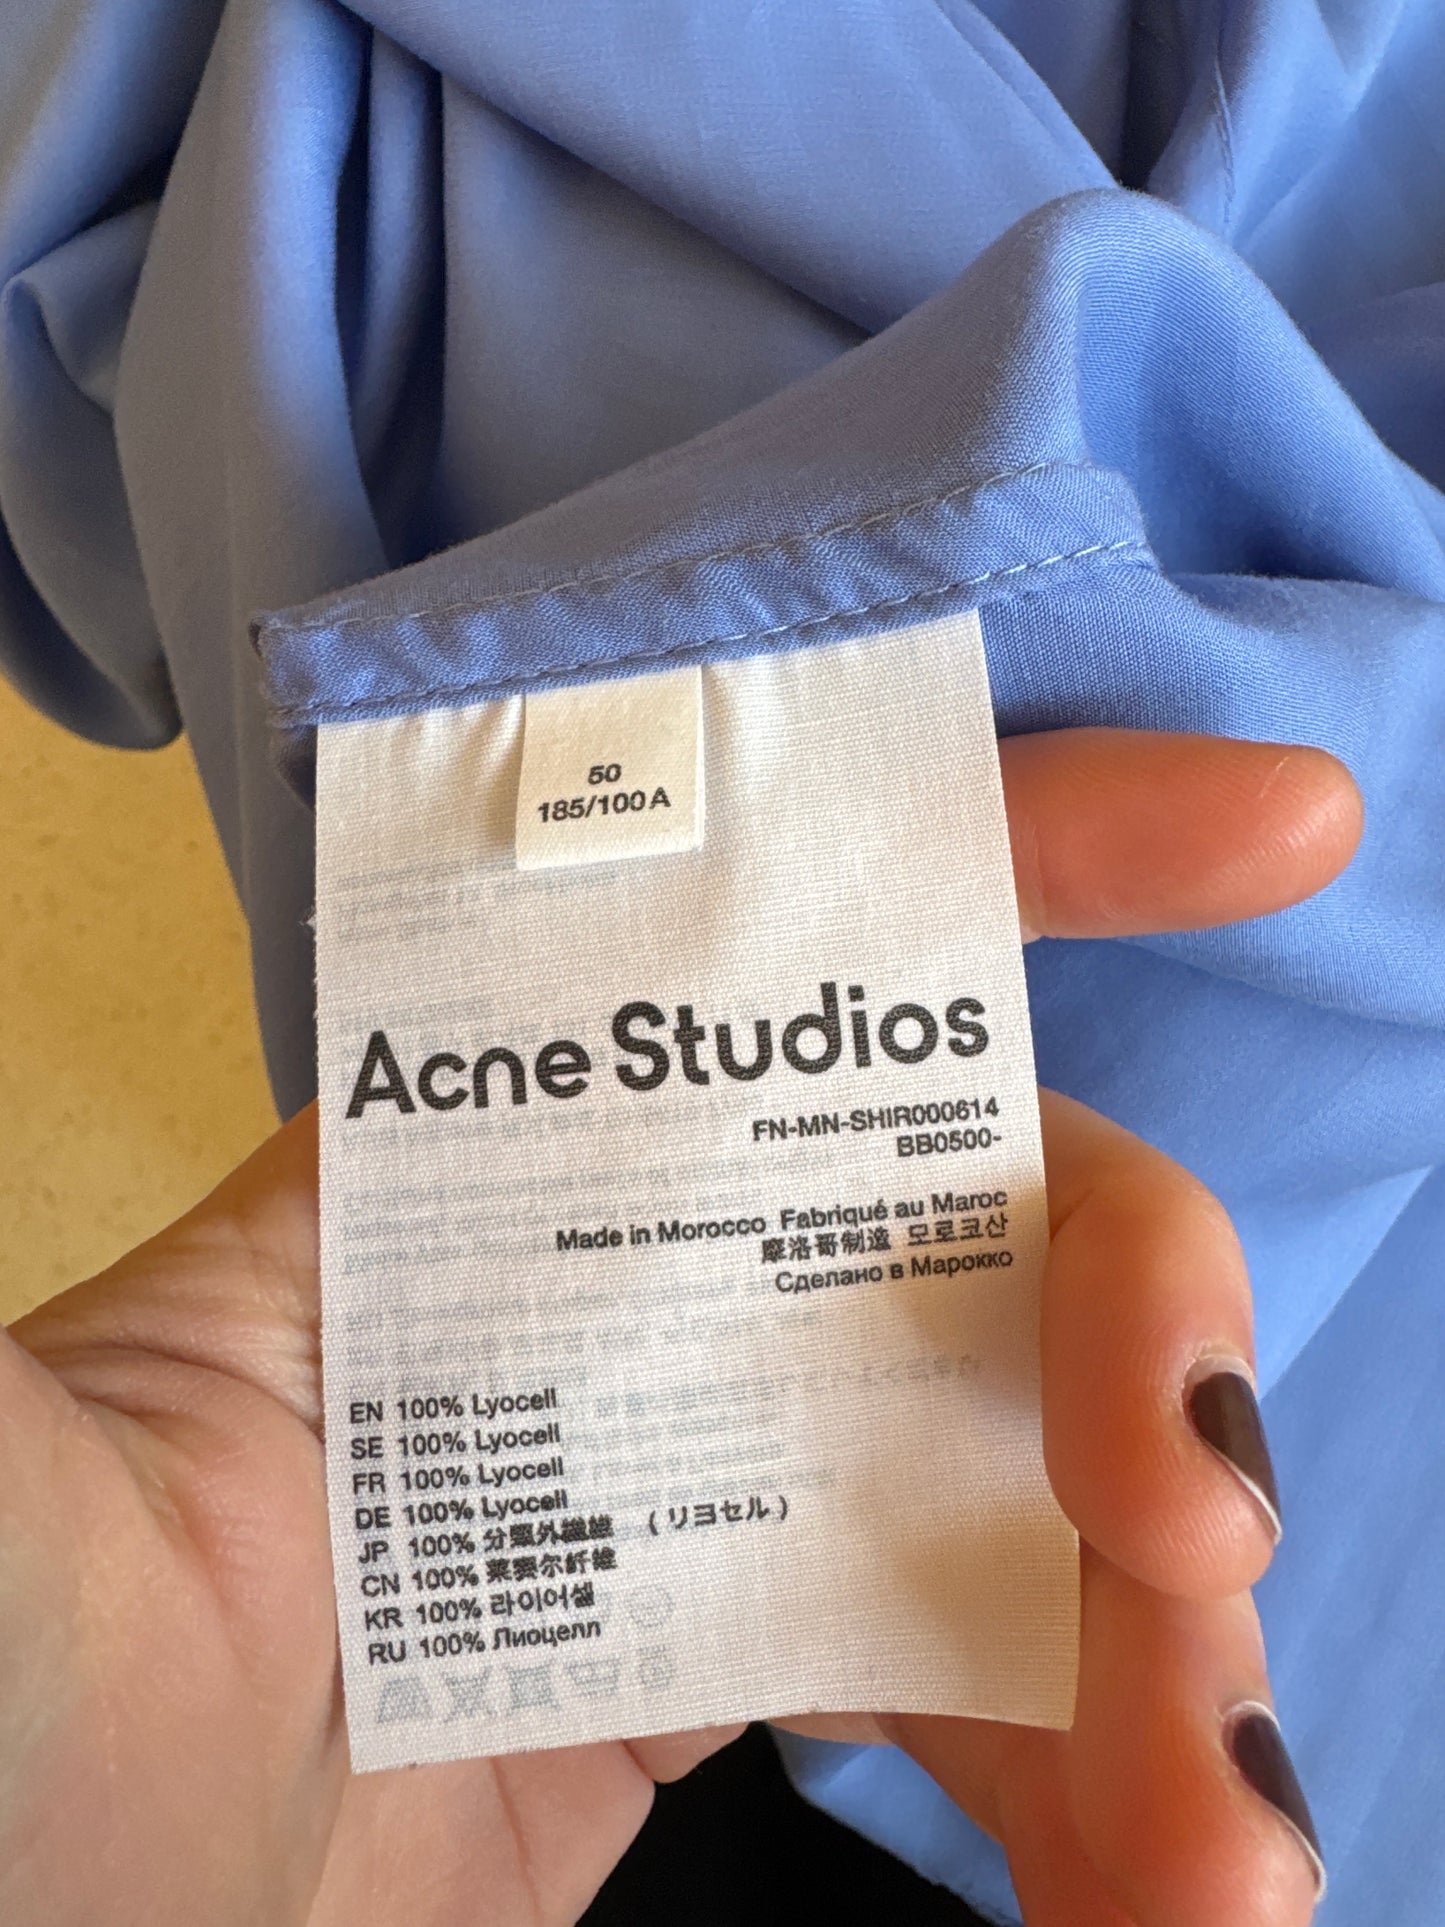 50
185/100A
Acne Studios
FN-MN-SHIR000614
BB0500-
Made in Morocco Fabriqué au Maroc
摩洛哥制造 모로코산
Сделано в Марокко
EN 100% Lyocell
SE 100% Lyocell
FR 100% Lyocell
DE 100% Lyocell
JP 100% 分類外繊維 (リヨセル)
CN 100% 莱赛尔纤维
KR 100% 라이어셀
RU 100% Лиоцелл